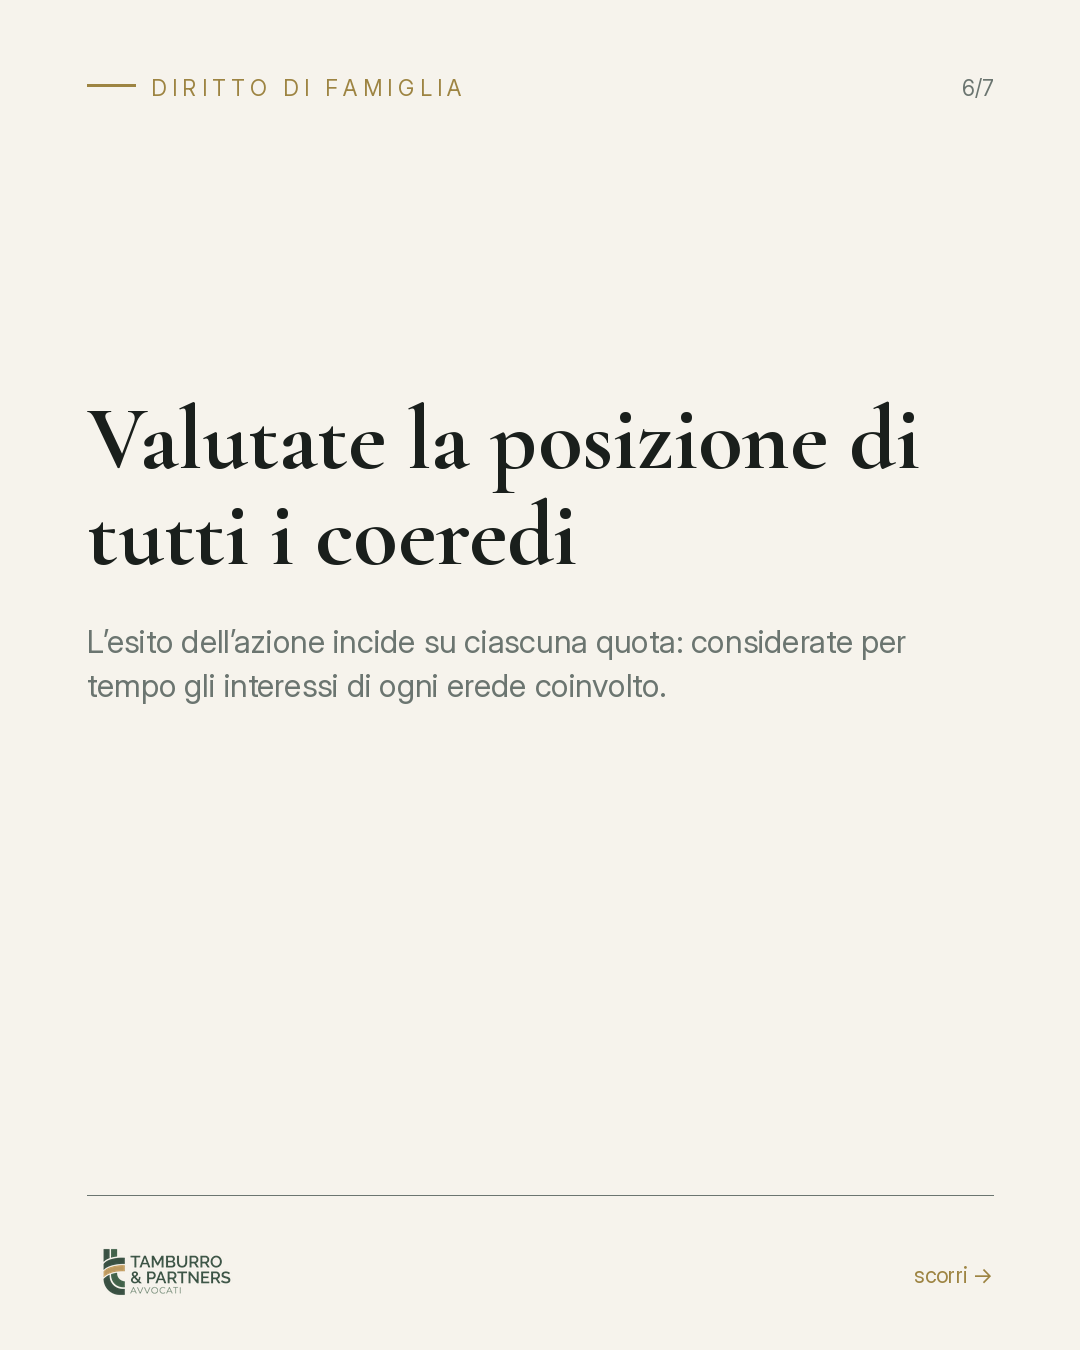 DIRITTO DI FAMIGLIA
6/7
Valutate la posizione di
tutti i coeredi
L’esito dell’azione incide su ciascuna quota: considerate per
tempo gli interessi di ogni erede coinvolto.
TAMBURRO
& PARTNERS
AVVOCATI
scorri →